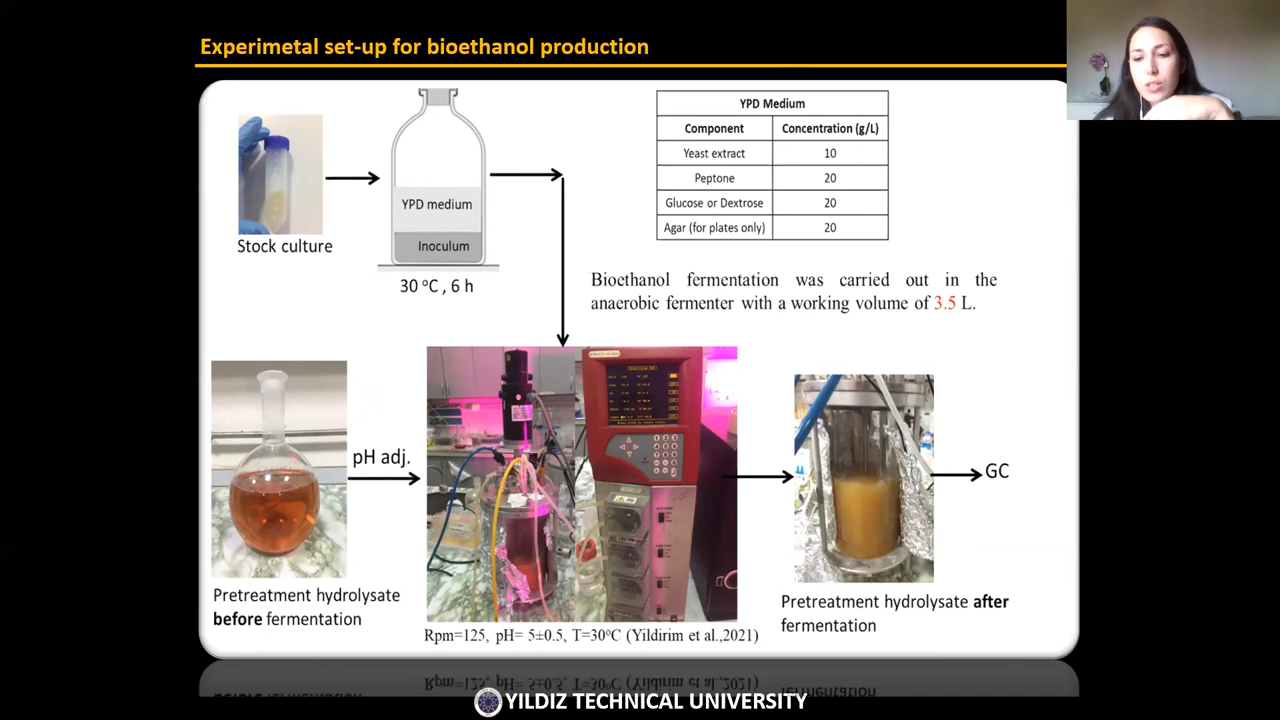 Experimetal set-up for bioethanol production
YPD medium
Inoculum
Stock culture
30 °C , 6 h
YPD Medium
Component Concentration (g/L)
Yeast extract 10
Peptone 20
Glucose or Dextrose 20
Agar (for plates only) 20
Bioethanol fermentation was carried out in the
anaerobic fermenter with a working volume of 3.5 L.
pH adj.
GC
Pretreatment hydrolysate
before fermentation
Rpm=125, pH= 5±0.5, T=30°C (Yildirim et al.,2021)
Pretreatment hydrolysate after
fermentation
YILDIZ TECHNICAL UNIVERSITY